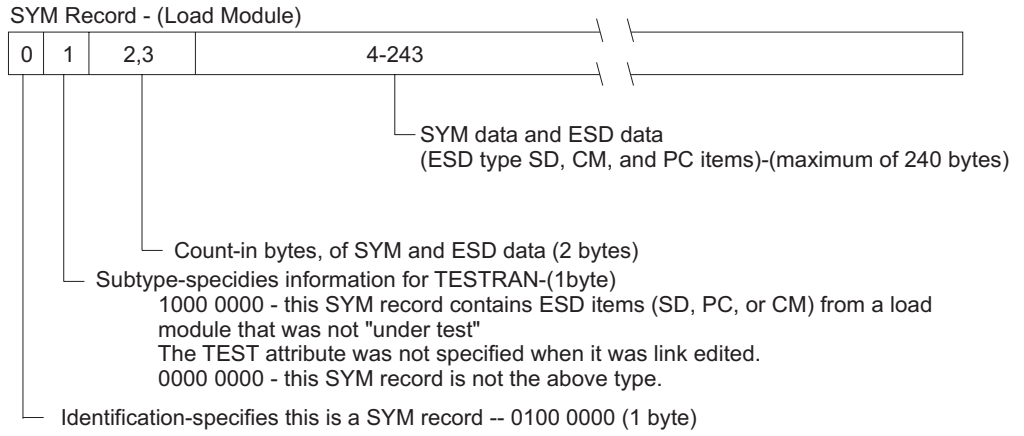 SYM Record - (Load Module)
0 1 2,3 4-243
SYM data and ESD data
(ESD type SD, CM, and PC items)-(maximum of 240 bytes)
Count-in bytes, of SYM and ESD data (2 bytes)
Subtype-specidies information for TESTRAN-(1byte)
1000 0000 - this SYM record contains ESD items (SD, PC, or CM) from a load
module that was not "under test"
The TEST attribute was not specified when it was link edited.
0000 0000 - this SYM record is not the above type.
Identification-specifies this is a SYM record -- 0100 0000 (1 byte)